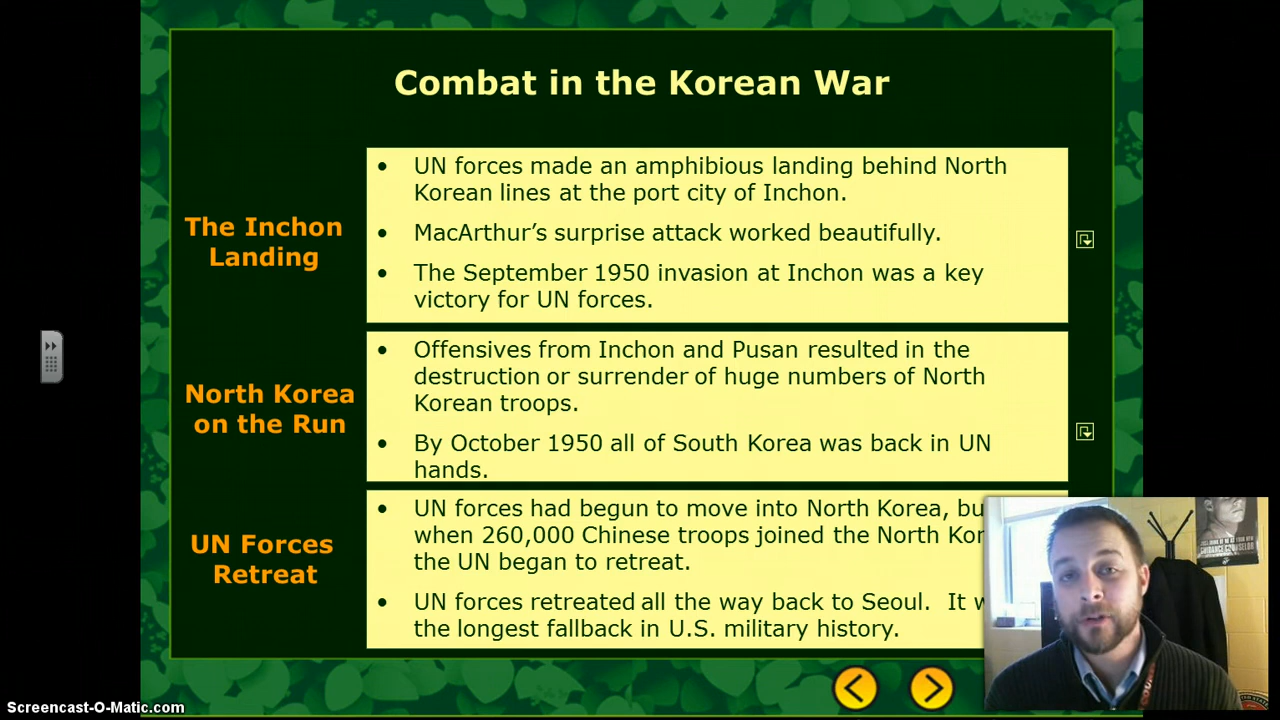 Combat in the Korean War
The Inchon
Landing
• UN forces made an amphibious landing behind North
Korean lines at the port city of Inchon.
• MacArthur’s surprise attack worked beautifully.
• The September 1950 invasion at Inchon was a key
victory for UN forces.
North Korea
on the Run
• Offensives from Inchon and Pusan resulted in the
destruction or surrender of huge numbers of North
Korean troops.
• By October 1950 all of South Korea was back in UN
hands.
UN Forces
Retreat
• UN forces had begun to move into North Korea, bu
when 260,000 Chinese troops joined the North Kor
the UN began to retreat.
• UN forces retreated all the way back to Seoul. It w
the longest fallback in U.S. military history.
GUIDANCE COUNSELOR
Screencast-O-Matic.com